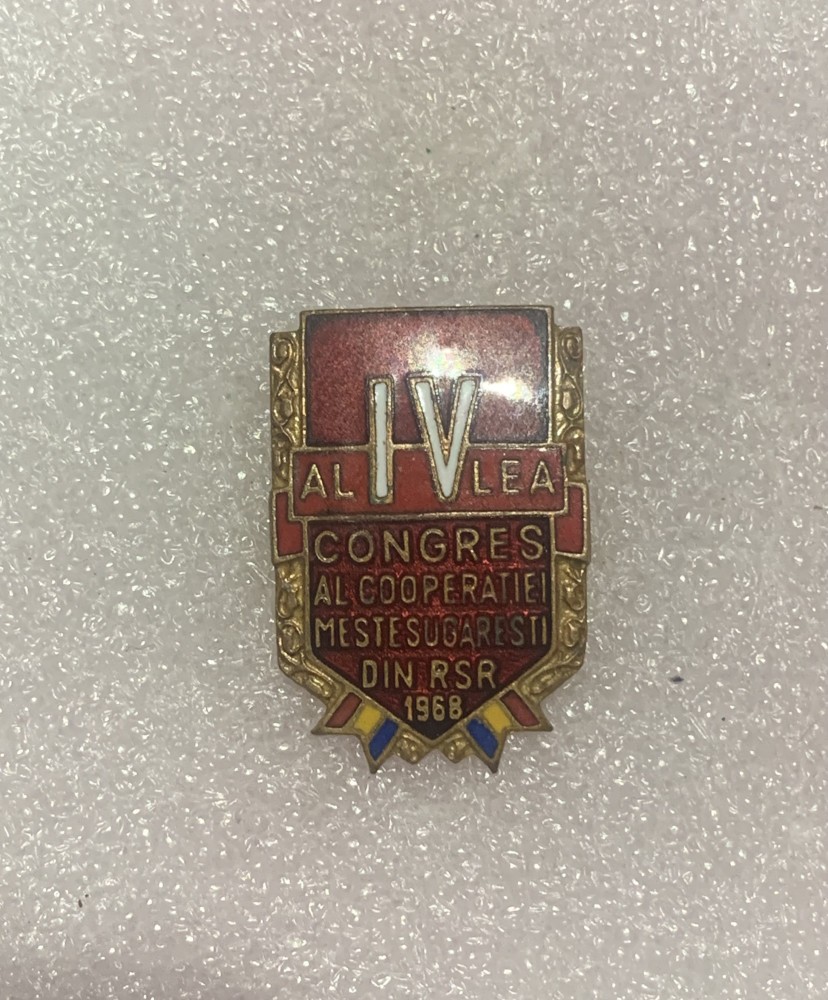 AL IV LEA
CONGRES
AL COOPERATIEI
MESTESUGARESTI
DIN RSR
1968